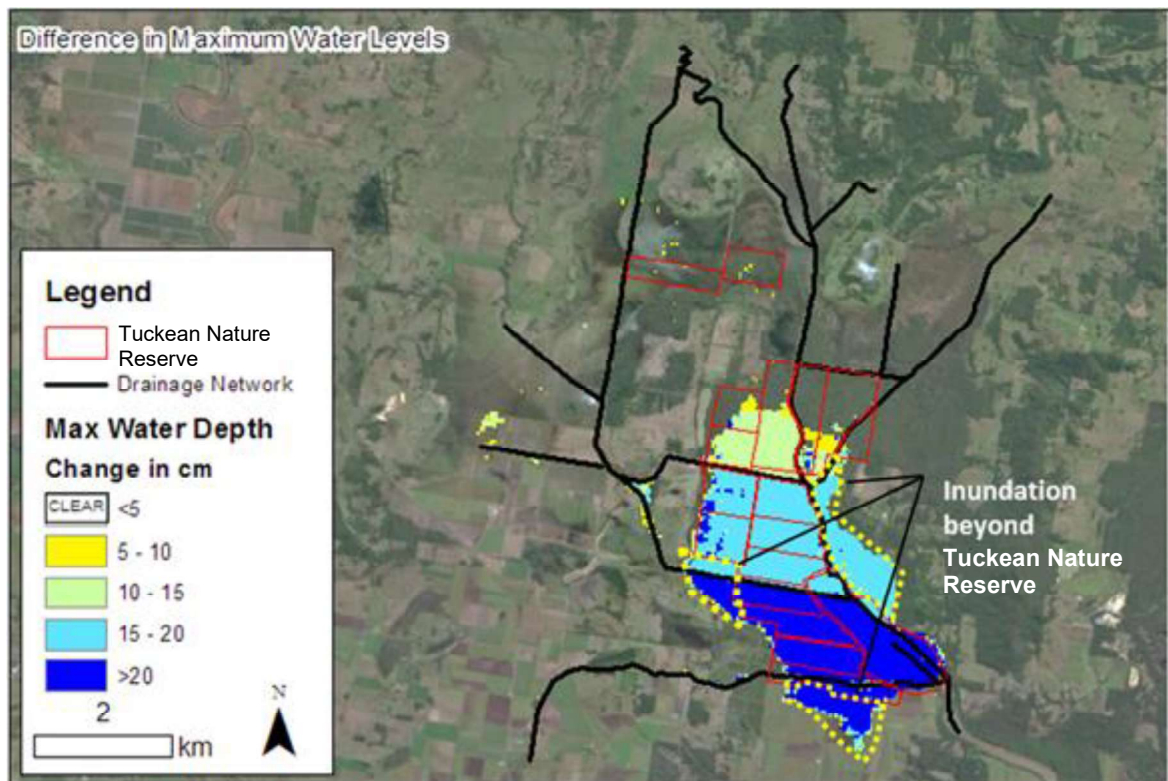 Difference in Maximum Water Levels
Legend
Tuckean Nature
Reserve
Drainage Network
Max Water Depth
Change in cm
CLEAR <5
5 - 10
10 - 15
15 - 20
>20
2
km
N
Inundation
beyond
Tuckean Nature
Reserve